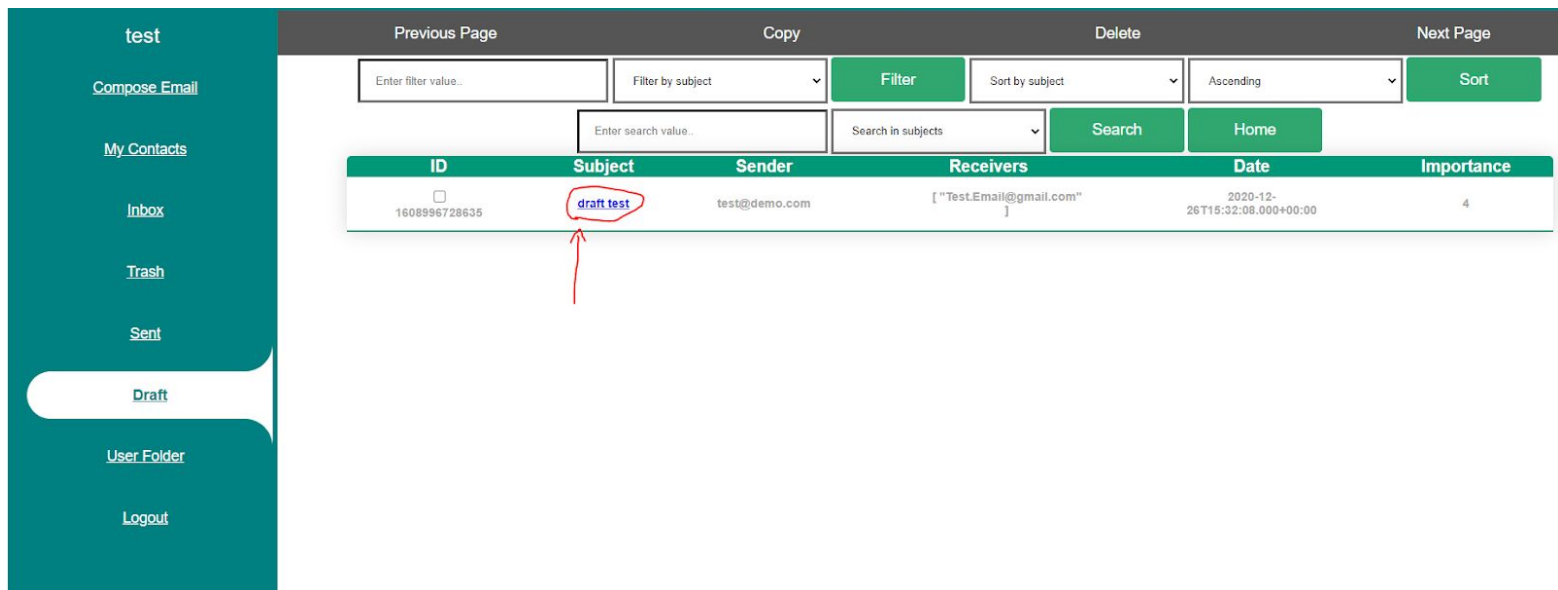 test
Compose Email
My Contacts
Inbox
Trash
Sent
Draft
User Folder
Logout
Previous Page Copy Delete Next Page
Enter filter value.. Filter by subject Filter Sort by subject Ascending Sort
Enter search value.. Search in subjects Search Home
ID Subject Sender Receivers Date Importance
1608996728635 draft test test@demo.com [ "Test.Email@gmail.com" 2020-12- 4
] 26T15:32:08.000+00:00